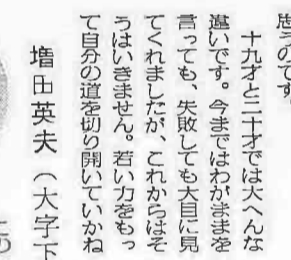 思うのです。
十九才と二十才では大へんな
違いです。今まではわがままを
言っても、失敗しても大目に見
てくれましたが、これからはそ
うはいきません。若い力をもっ
て自分の道を切り開いていかね
増田英夫（大字下